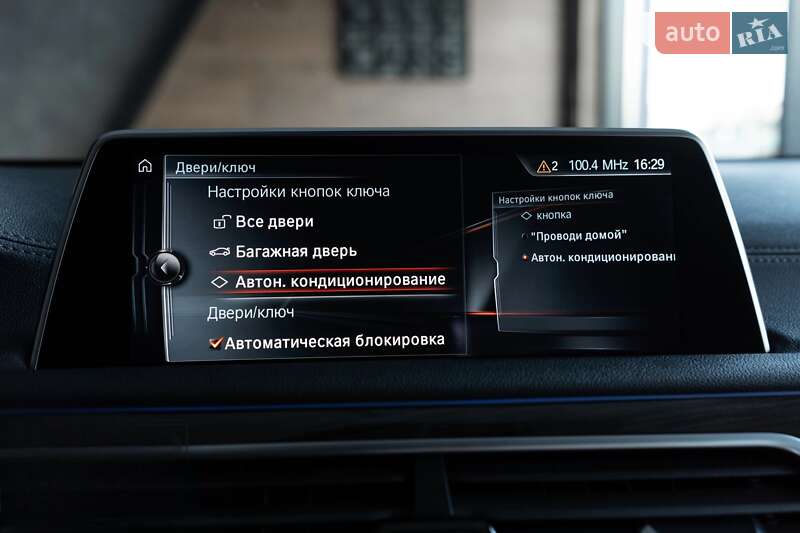 auto RIA
Двери/ключ
2 100.4 MHz 16:29
Настройки кнопок ключа
Все двери
Багажная дверь
Автон. кондиционирование
Двери/ключ
Автоматическая блокировка
Настройки кнопок ключа
кнопка
"Проводи домой"
Автон. кондиционировани